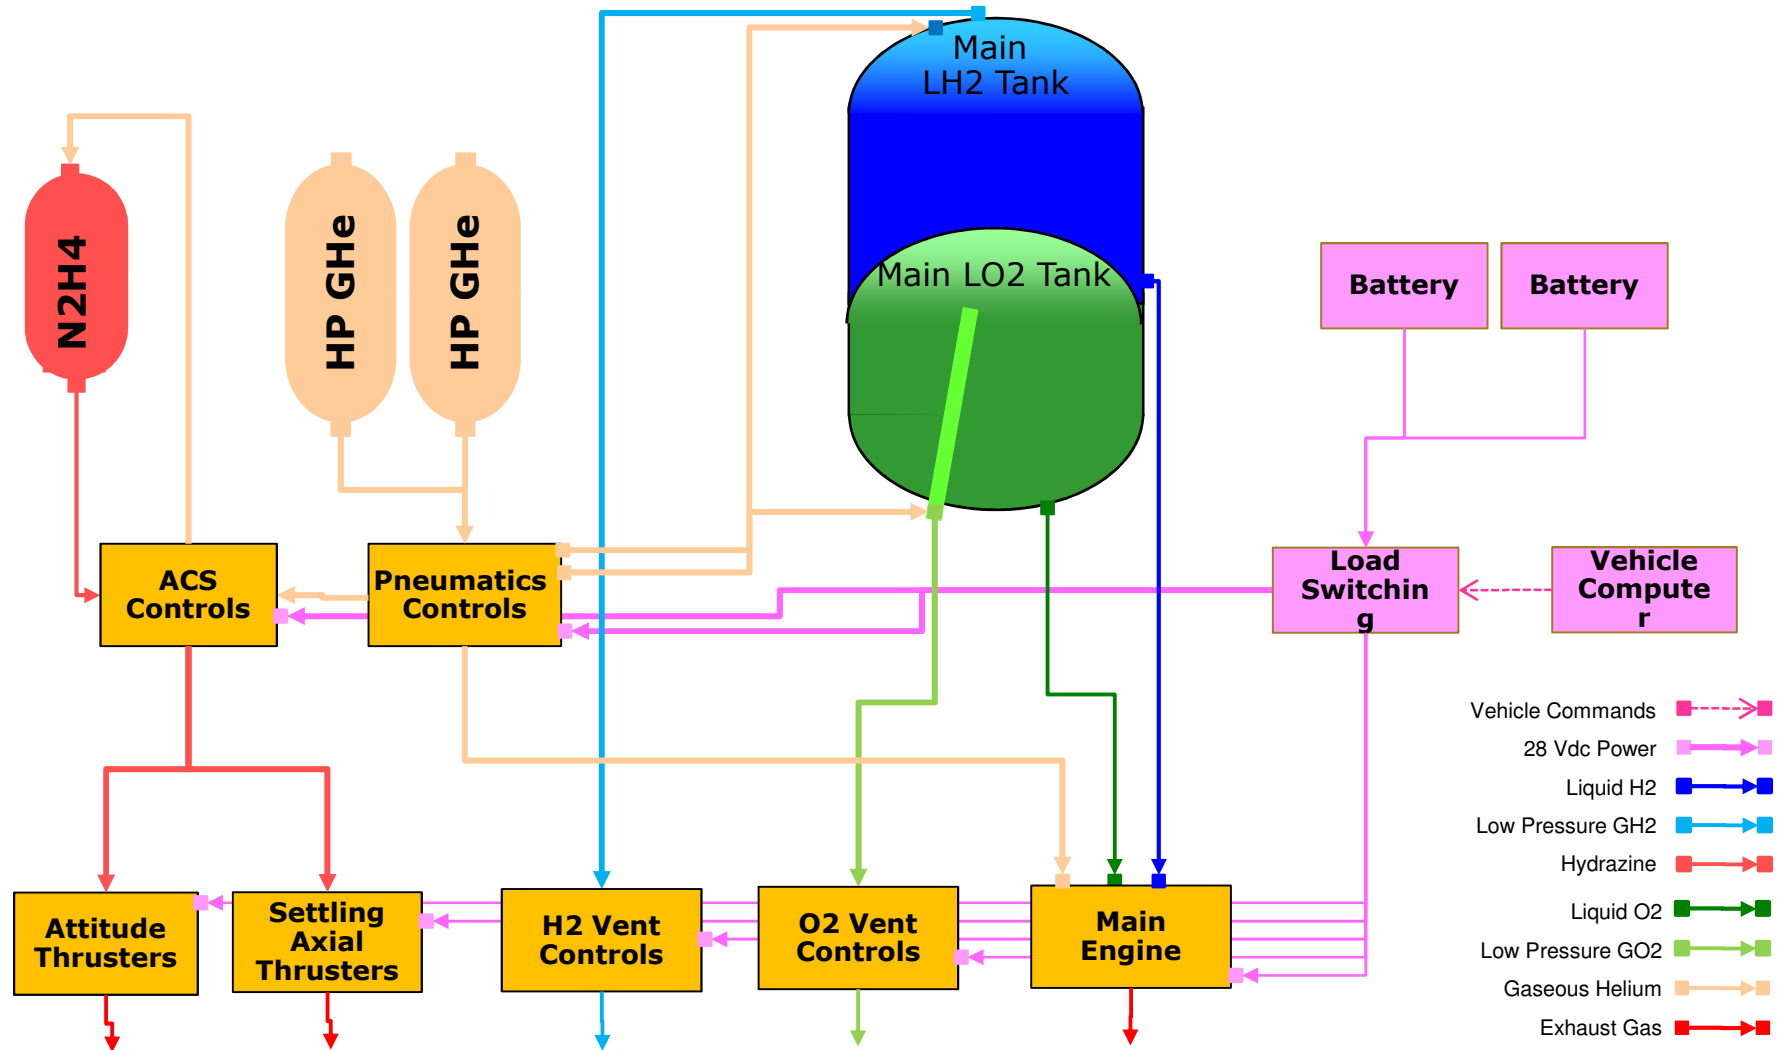 Main
LH2 Tank
Main LO2 Tank
N2H4
HP GHe
HP GHe
Battery
Battery
ACS
Controls
Pneumatics
Controls
Load
Switchin
g
Vehicle
Compute
r
Attitude
Thrusters
Settling
Axial
Thrusters
H2 Vent
Controls
O2 Vent
Controls
Main
Engine
Vehicle Commands
28 Vdc Power
Liquid H2
Low Pressure GH2
Hydrazine
Liquid O2
Low Pressure GO2
Gaseous Helium
Exhaust Gas